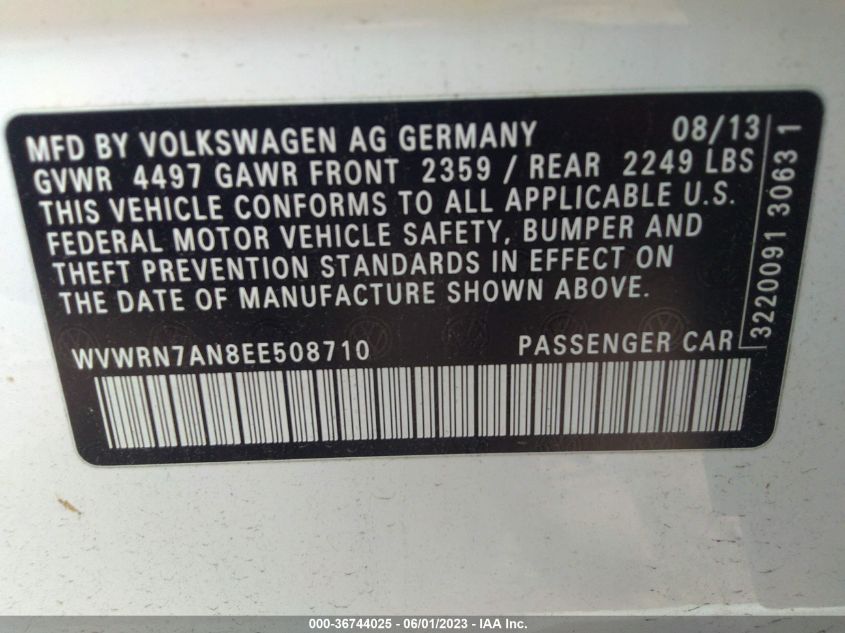 MFD BY VOLKSWAGEN AG GERMANY 08/13
GVWR 4497 GAWR FRONT 2359 / REAR 2249 LBS
THIS VEHICLE CONFORMS TO ALL APPLICABLE U.S.
FEDERAL MOTOR VEHICLE SAFETY, BUMPER AND
THEFT PREVENTION STANDARDS IN EFFECT ON
THE DATE OF MANUFACTURE SHOWN ABOVE.
WVWRN7AN8EE508710 PASSENGER CAR
3220091 3063 1
000-36744025 - 06/01/2023 - IAA Inc.